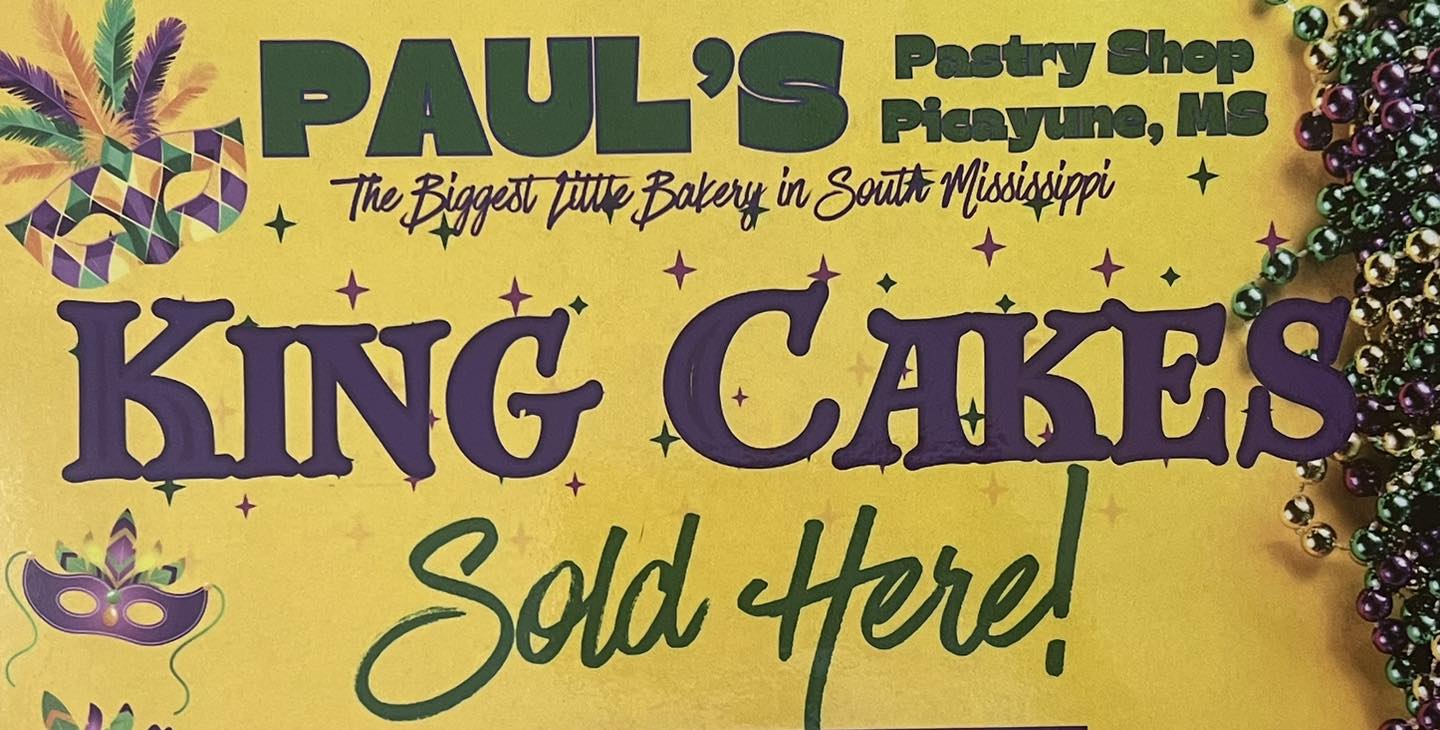 PAUL'S
Pastry Shop
Picayune, MS
The Biggest Little Bakery in South Mississippi
KING CAKES
Sold Here!